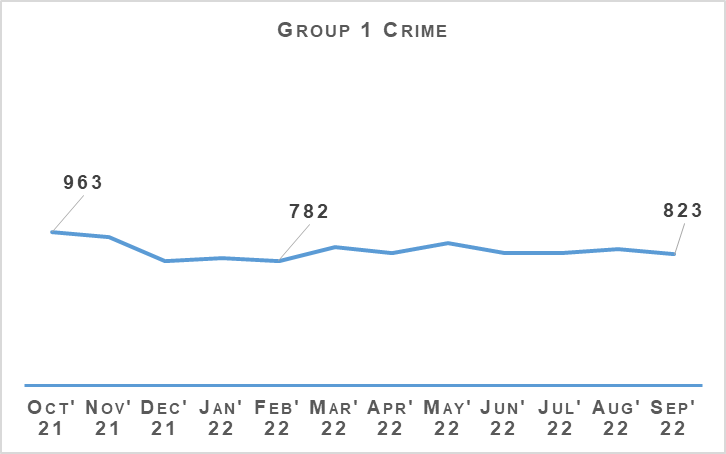 Group 1 Crime
963
782
823
Oct' Nov' Dec' Jan' Feb' Mar' Apr' May' Jun' Jul' Aug' Sep'
21 21 21 22 22 22 22 22 22 22 22 22